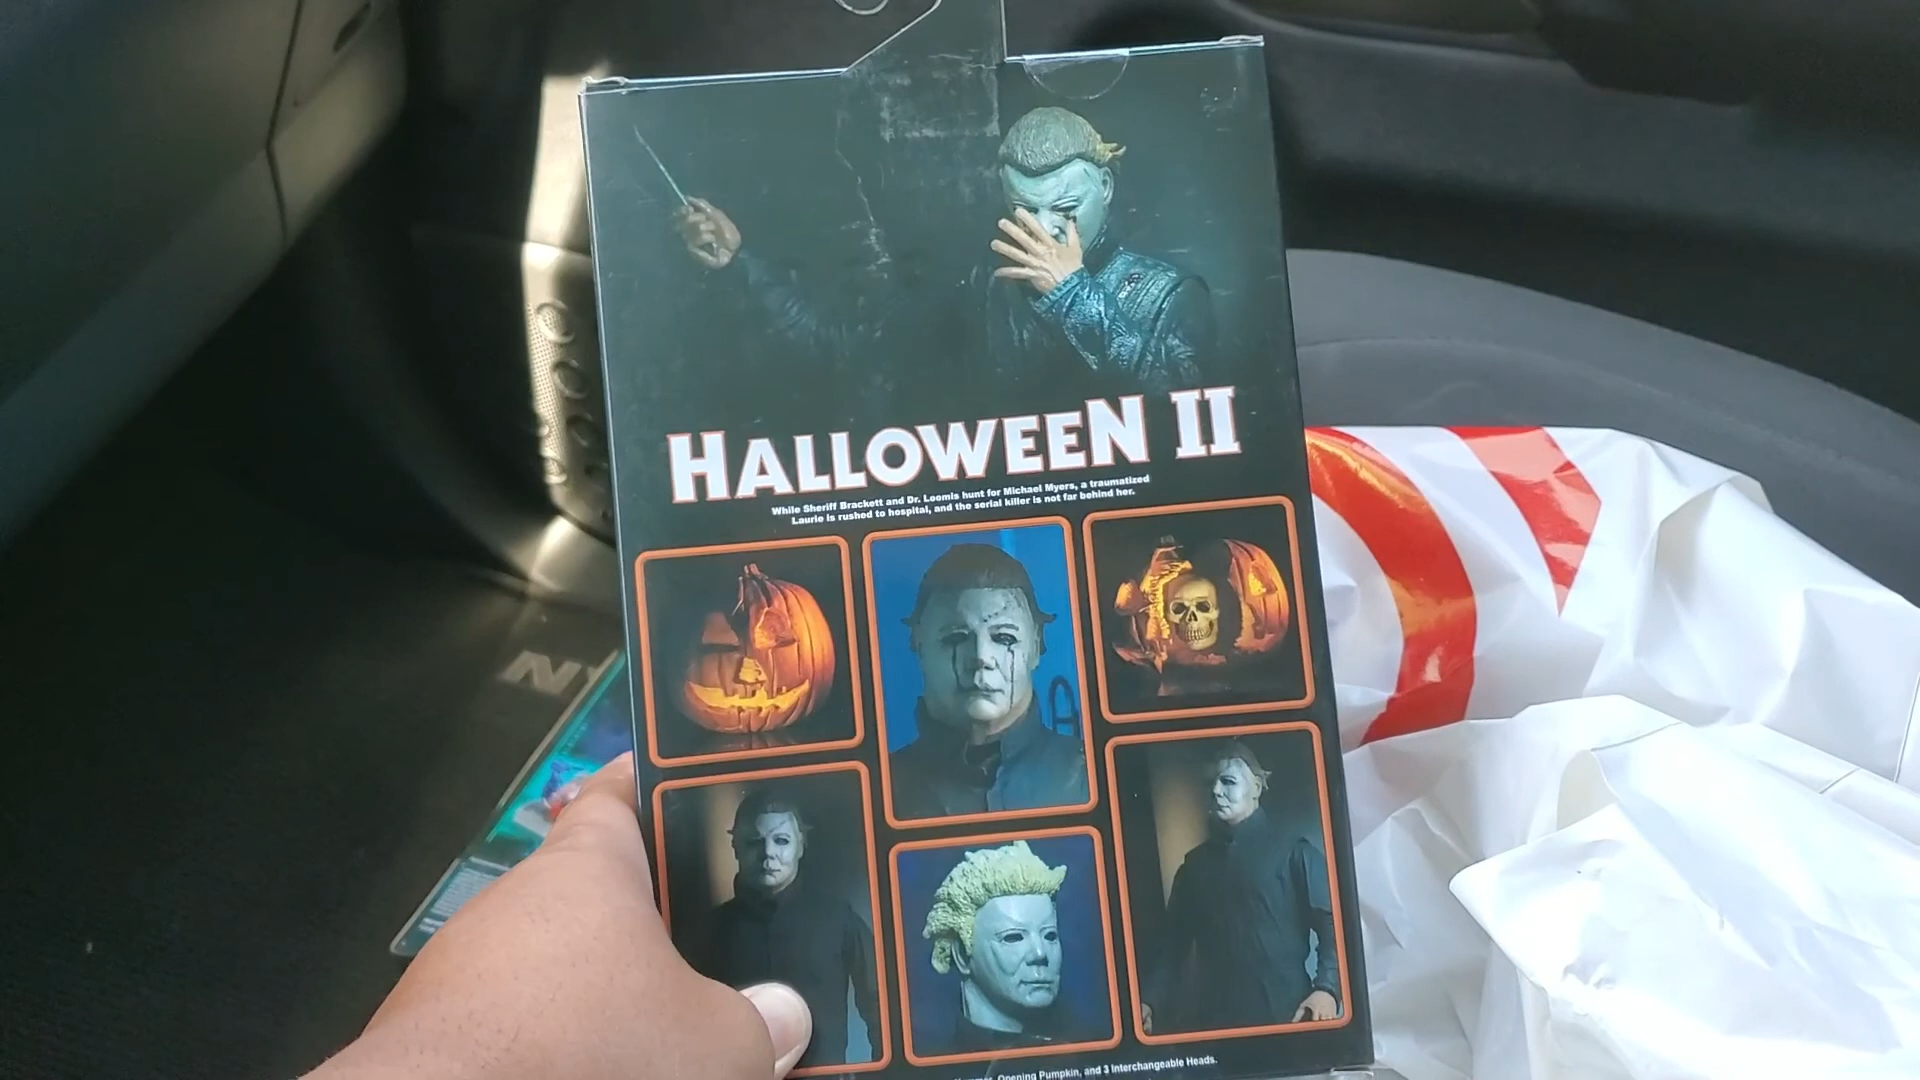 HALLOWEEN II
While Sheriff Brackett and Dr. Loomis hunt for Michael Myers, a traumatized
Laurie is rushed to hospital, and the serial killer is not far behind her.
A
Opening Pumpkin, and 3 Interchangeable Heads.